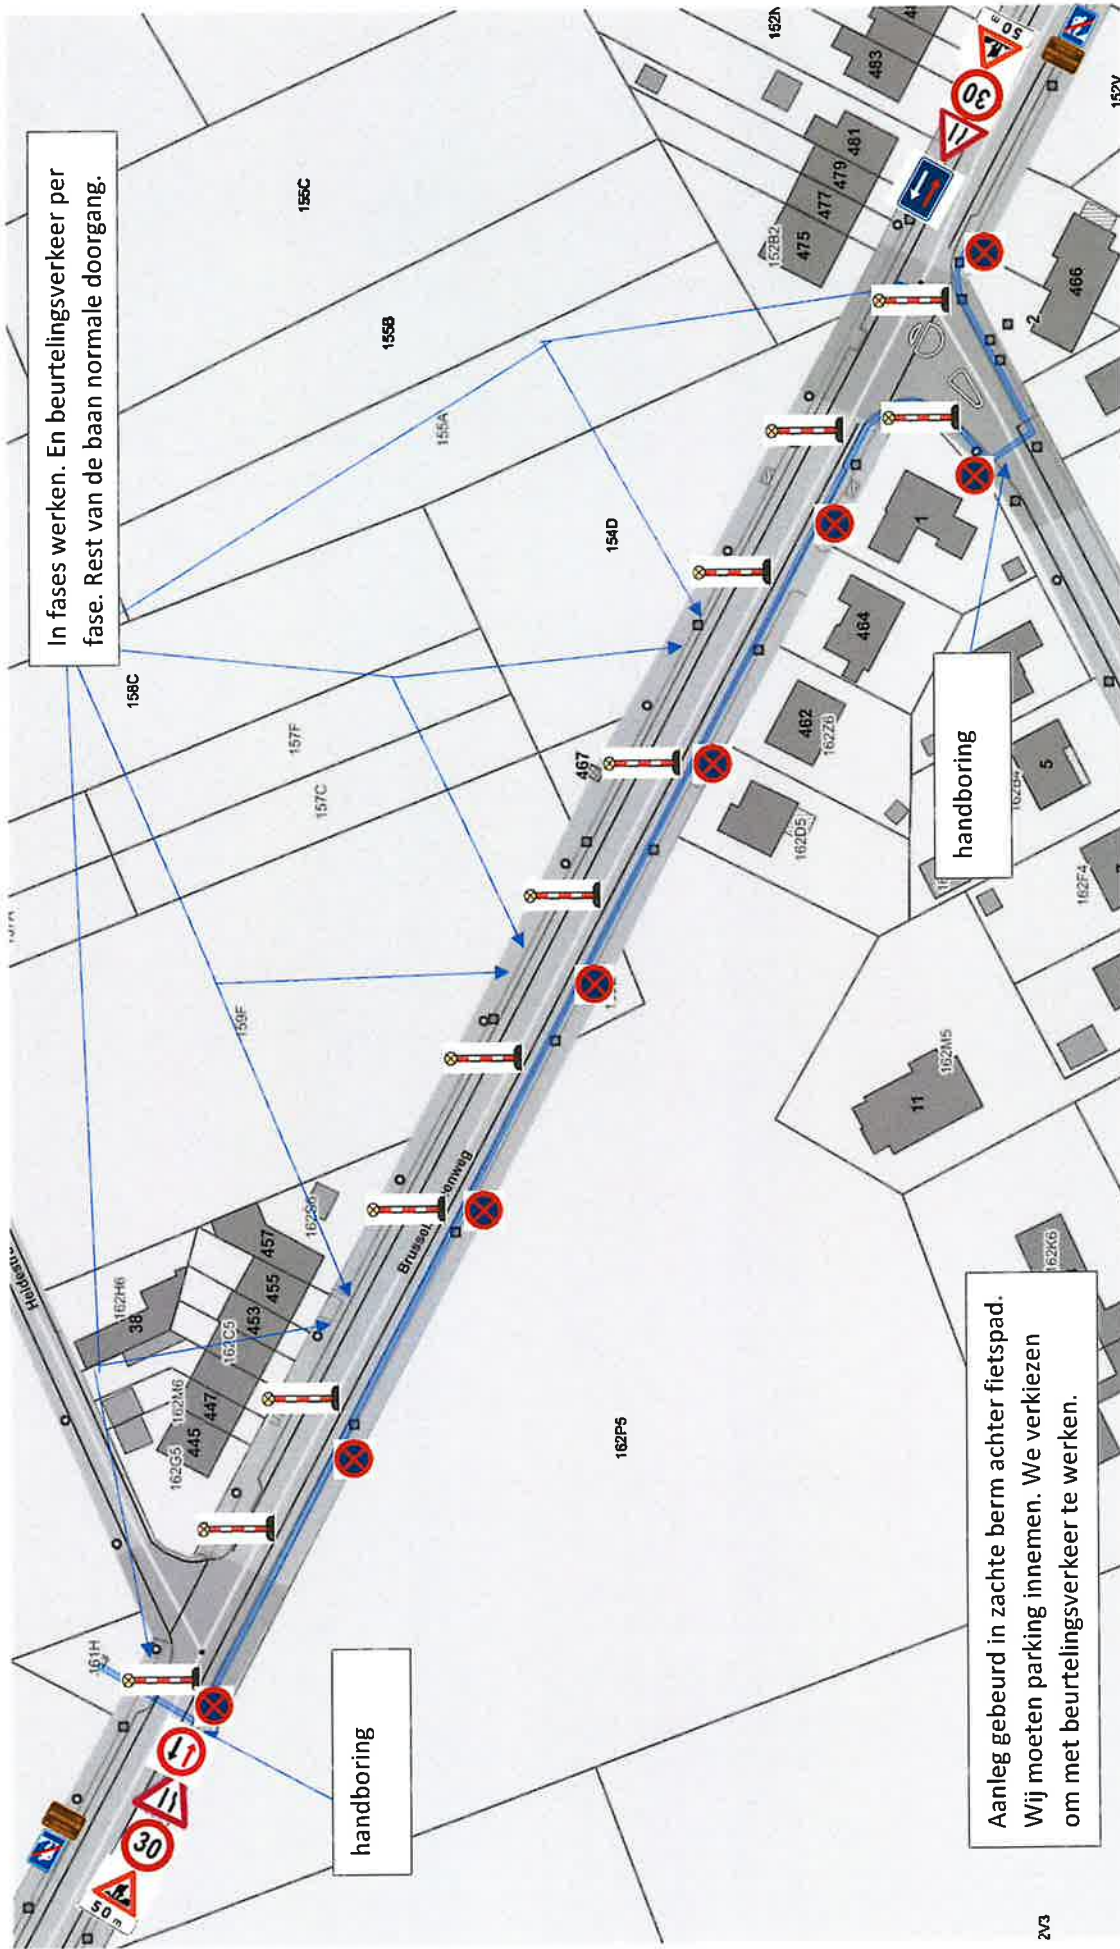 In fases werken. En beurtelingsverkeer per
fase. Rest van de baan normale doorgang.
handboring
handboring
Aanleg gebeurd in zachte berm achter fietspad.
Wij moeten parking innemen. We verkiezen
om met beurtelingsverkeer te werken.
50 m
30
50 m
30
161H
162G5
445
162M6
447
162C5
453
455
457
38
162H6
158C
159F
157F
157C
155A
155B
155C
154D
467
152B2
475
477
479
481
483
466
2
1
464
462
162Z6
162D5
5
162F4
11
162M5
162K6
162P5
2V3